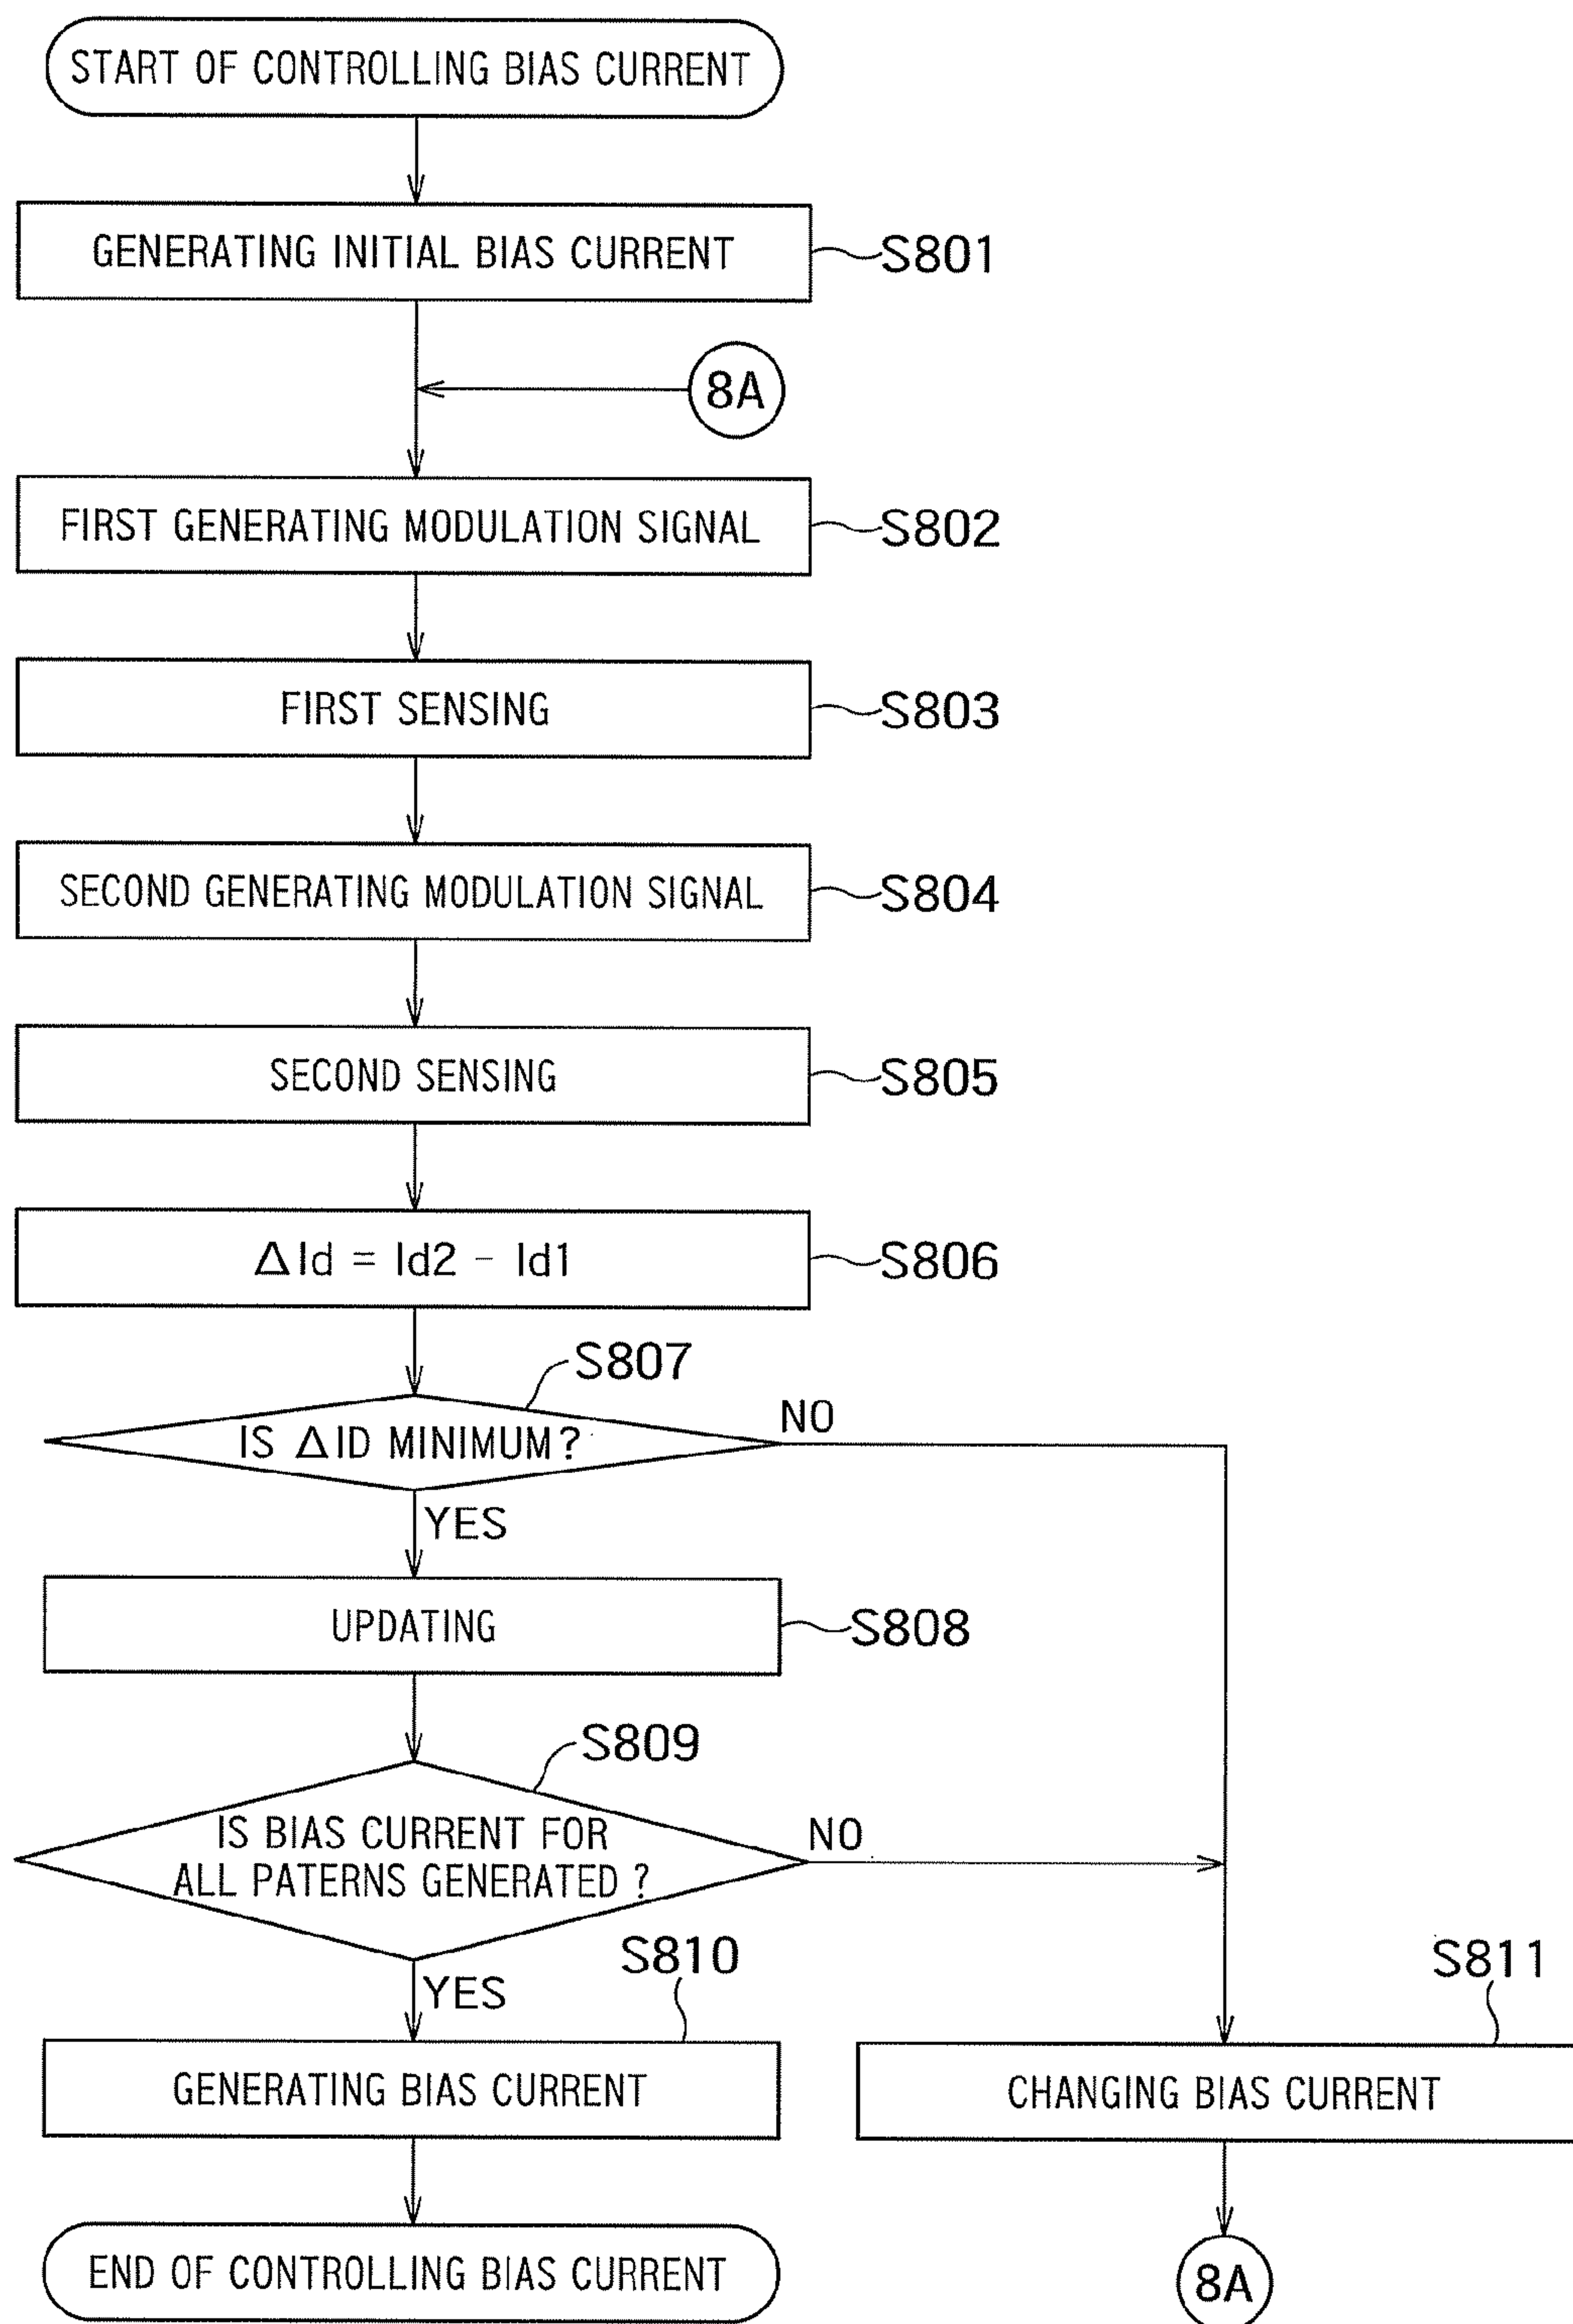 START OF CONTROLLING BIAS CURRENT
GENERATING INITIAL BIAS CURRENT
S801
8A
FIRST GENERATING MODULATION SIGNAL
S802
FIRST SENSING
S803
SECOND GENERATING MODULATION SIGNAL
S804
SECOND SENSING
S805
Δ Id = Id2 - Id1
S806
S807
IS ΔID MINIMUM?
NO
YES
UPDATING
S808
S809
IS BIAS CURRENT FOR
ALL PATERNS GENERATED ?
NO
YES
S810
GENERATING BIAS CURRENT
S811
CHANGING BIAS CURRENT
END OF CONTROLLING BIAS CURRENT
8A